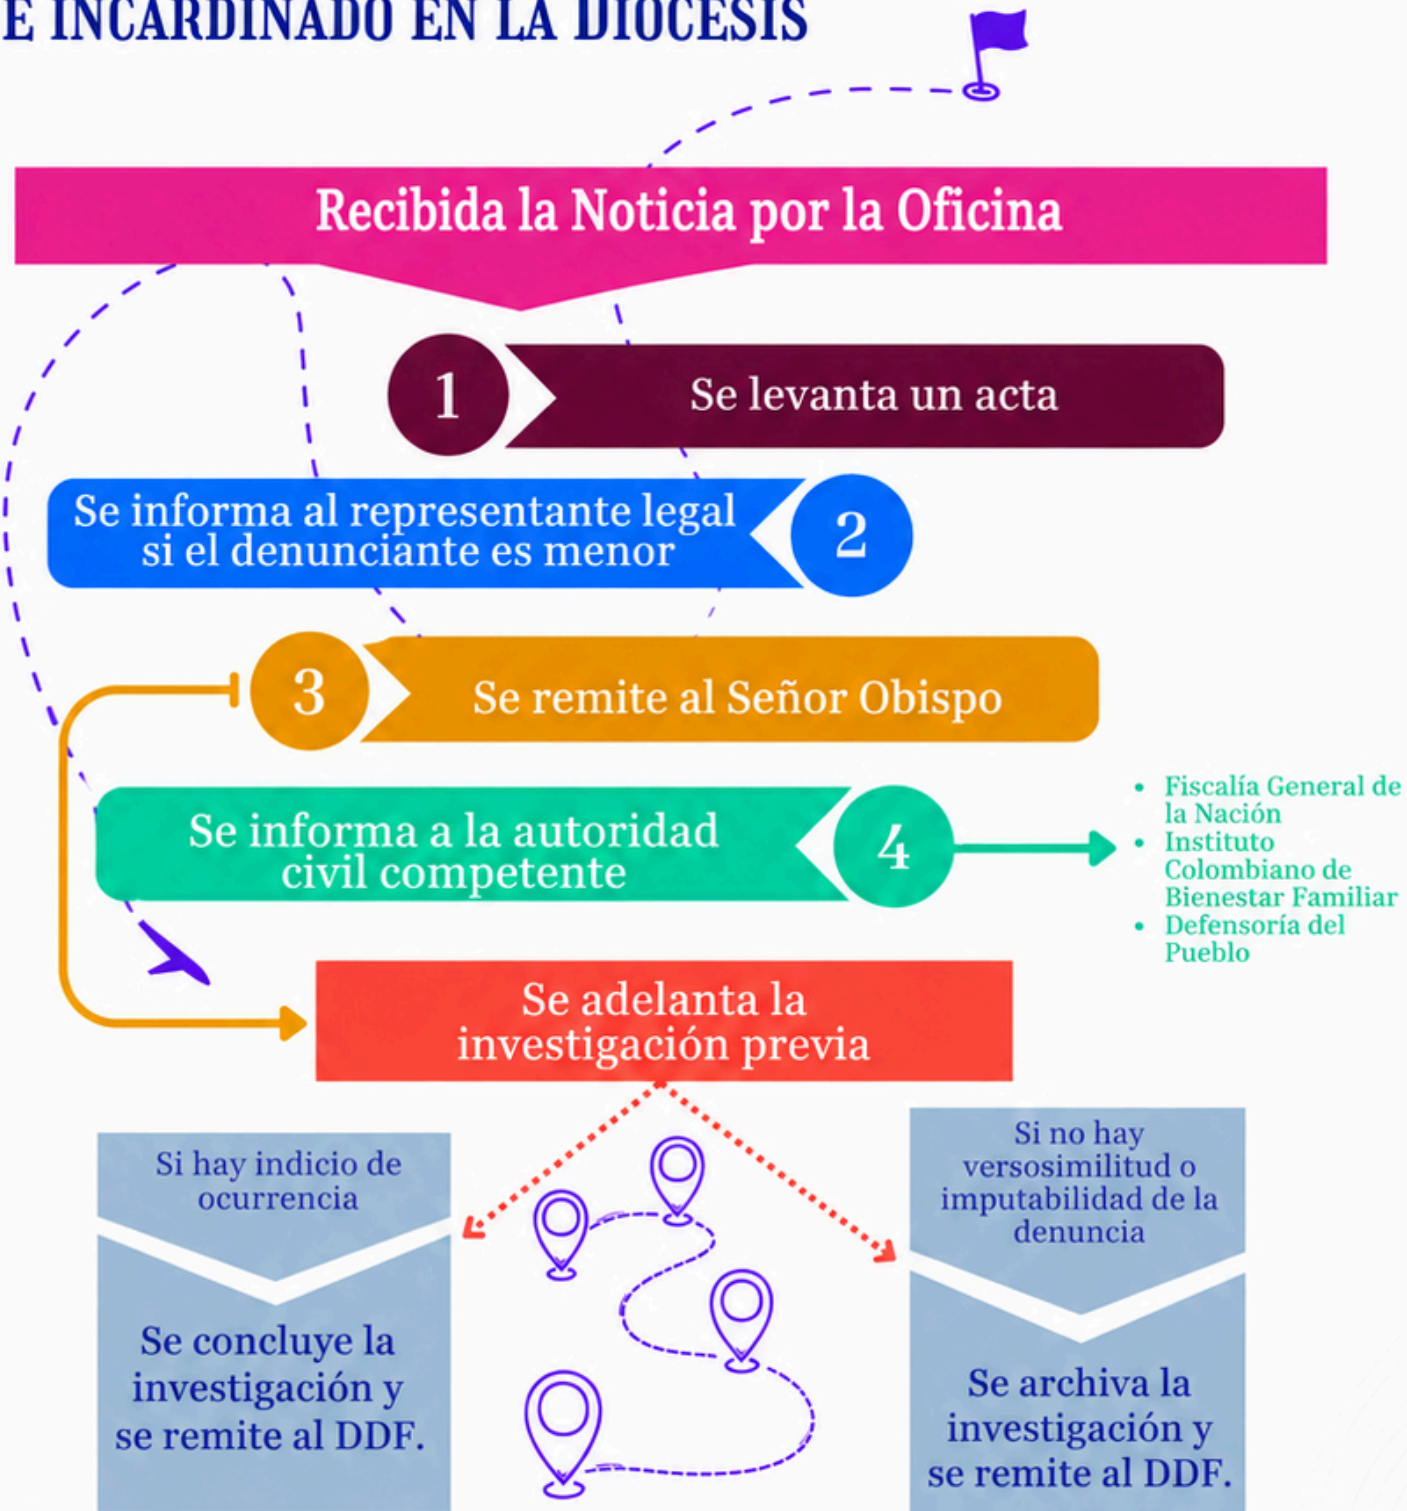 E INCARDINADO EN LA DIÓCESIS
Recibida la Noticia por la Oficina
1
Se levanta un acta
Se informa al representante legal
si el denunciante es menor
2
3
Se remite al Señor Obispo
Se informa a la autoridad
civil competente
4
• Fiscalía General de
la Nación
• Instituto
Colombiano de
Bienestar Familiar
• Defensoría del
Pueblo
Se adelanta la
investigación previa
Si hay indicio de
ocurrencia
Se concluye la
investigación y
se remite al DDF.
Si no hay
versosimilitud o
imputabilidad de la
denuncia
Se archiva la
investigación y
se remite al DDF.